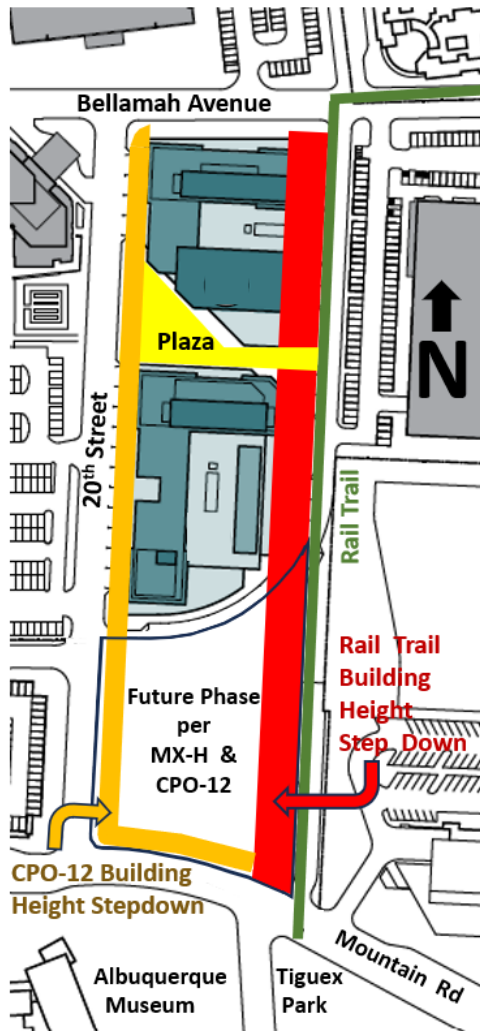 Bellamah Avenue
Plaza
N
20th Street
Rail Trail
Rail Trail
Building
Height
Step Down
Future Phase
per
MX-H &
CPO-12
CPO-12 Building
Height Stepdown
Mountain Rd
Albuquerque
Museum
Tiguex
Park